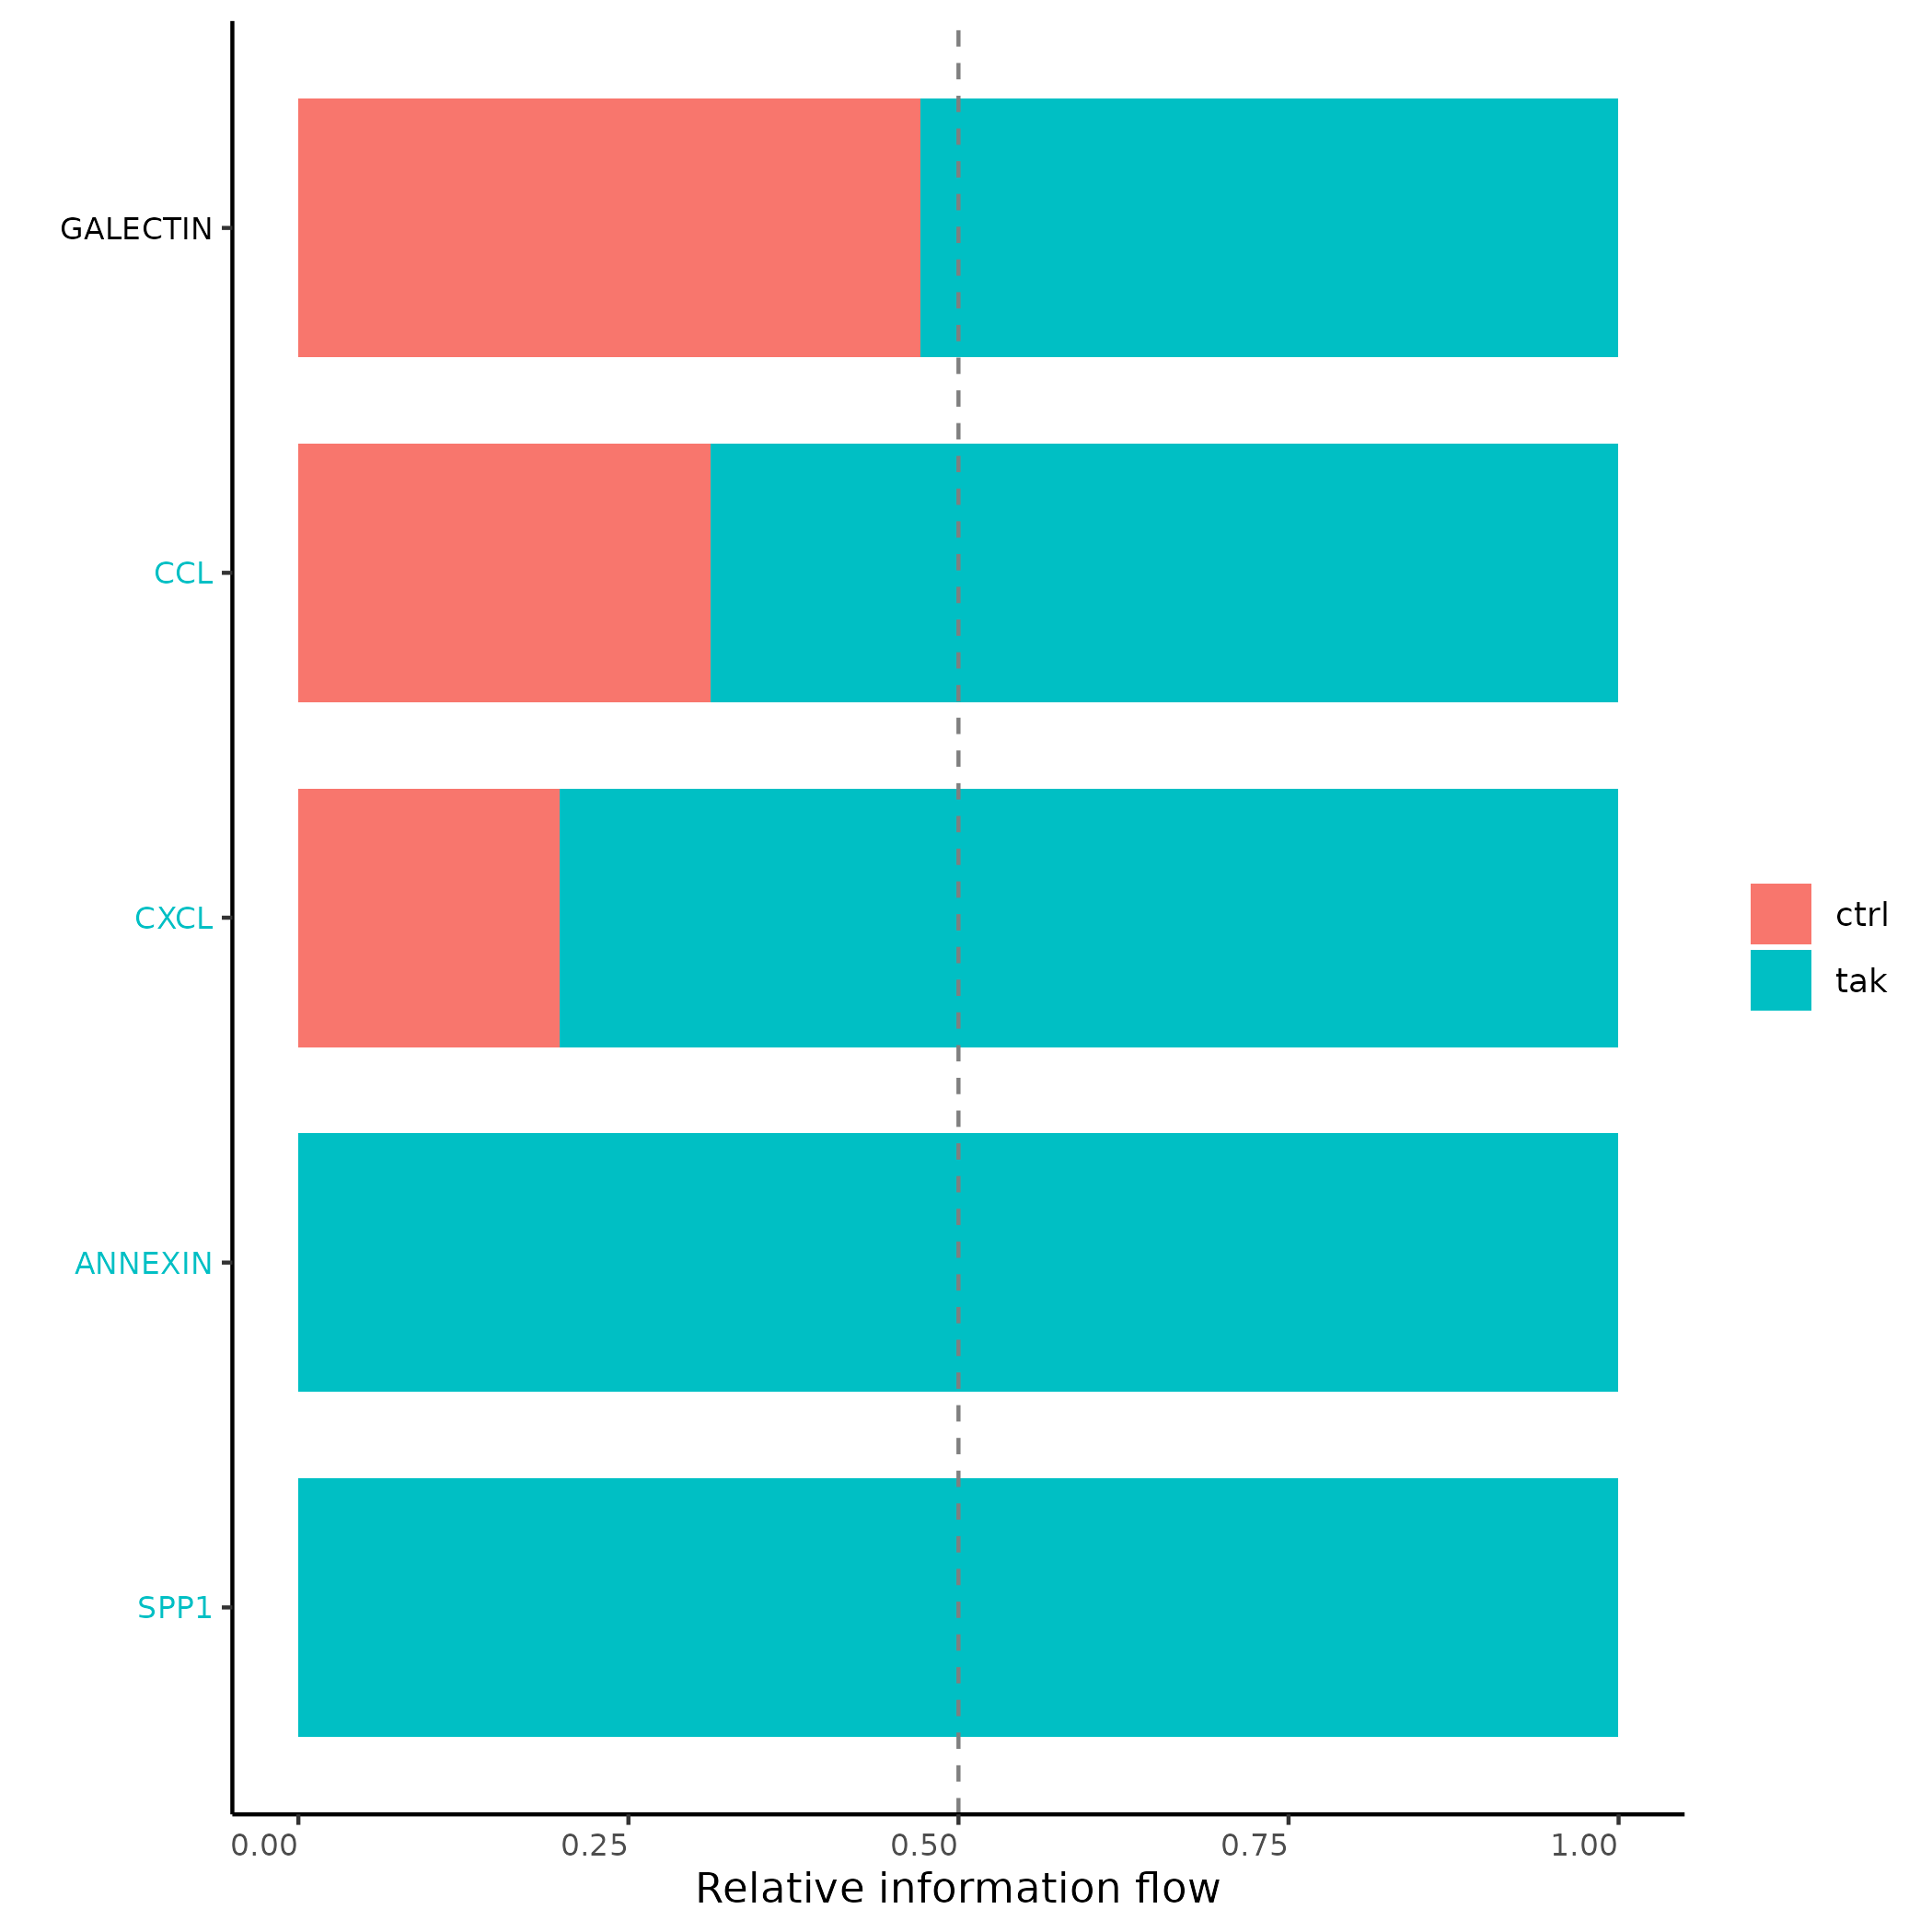 GALECTIN
CCL
CXCL
ANNEXIN
SPP1
ctrl
tak
0.00 0.25 0.50 0.75 1.00
Relative information flow